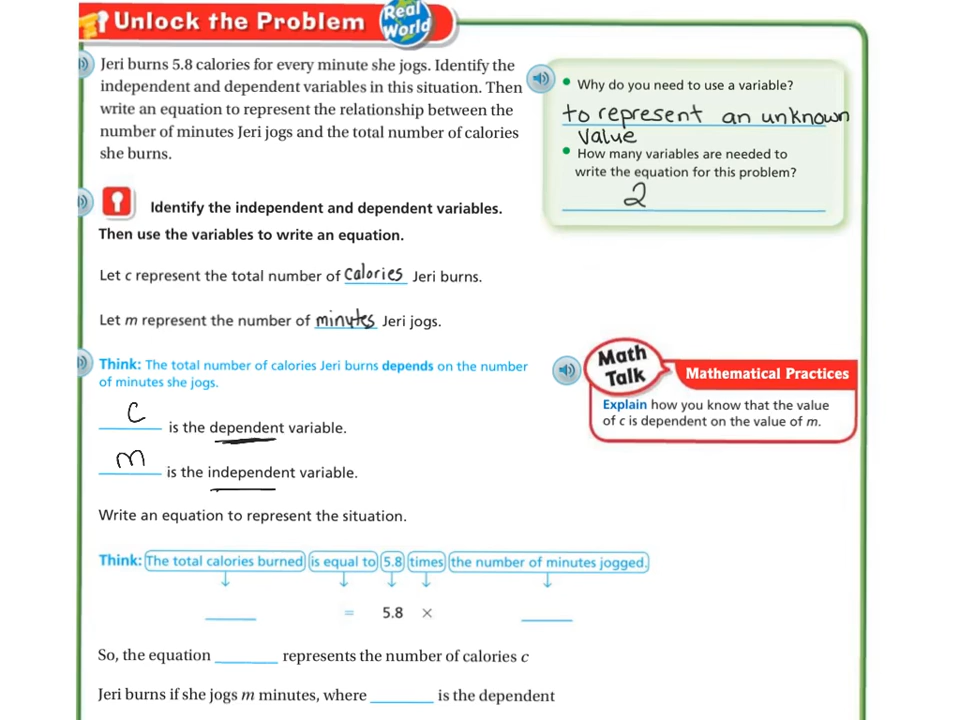 Unlock the Problem Real World
Jeri burns 5.8 calories for every minute she jogs. Identify the
independent and dependent variables in this situation. Then
write an equation to represent the relationship between the
number of minutes Jeri jogs and the total number of calories
she burns.
• Why do you need to use a variable?
to represent an unknown
value
• How many variables are needed to
write the equation for this problem?
2
Identify the independent and dependent variables.
Then use the variables to write an equation.
Let c represent the total number of calories Jeri burns.
Let m represent the number of minutes Jeri jogs.
Think: The total number of calories Jeri burns depends on the number
of minutes she jogs.
c is the dependent variable.
m is the independent variable.
Math
Talk
Mathematical Practices
Explain how you know that the value
of c is dependent on the value of m.
Write an equation to represent the situation.
Think: The total calories burned is equal to 5.8 times the number of minutes jogged.
____ = 5.8 × ____
So, the equation ____ represents the number of calories c
Jeri burns if she jogs m minutes, where ____ is the dependent